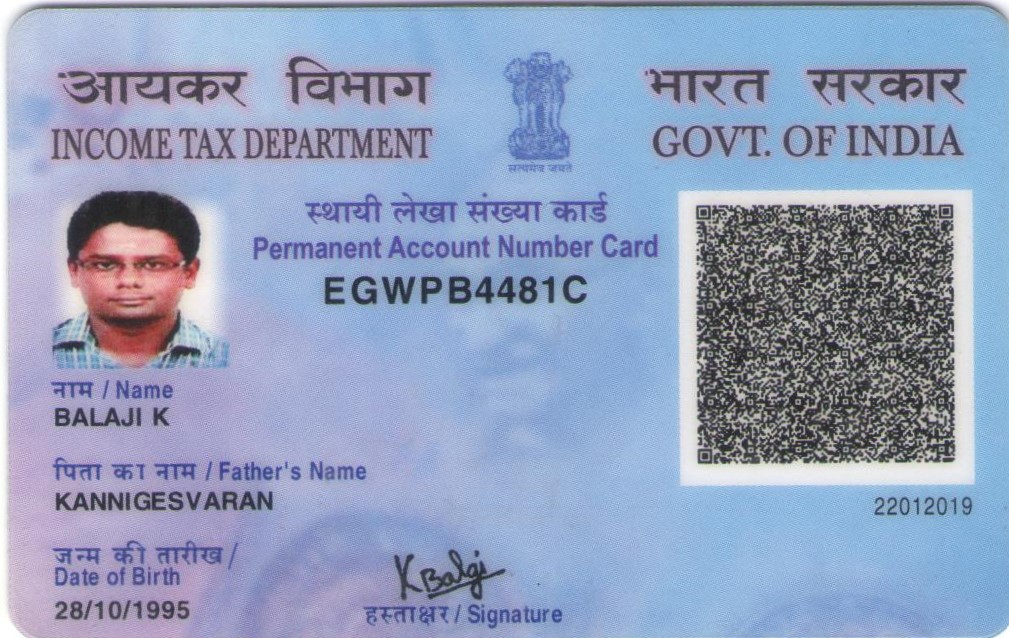 आयकर विभाग
INCOME TAX DEPARTMENT
भारत सरकार
GOVT. OF INDIA
सत्यमेव जयते
स्थायी लेखा संख्या कार्ड
Permanent Account Number Card
EGWPB4481C
नाम / Name
BALAJI K
पिता का नाम / Father's Name
KANNIGESVARAN
22012019
जन्म की तारीख /
Date of Birth
28/10/1995
K Balaji
हस्ताक्षर / Signature